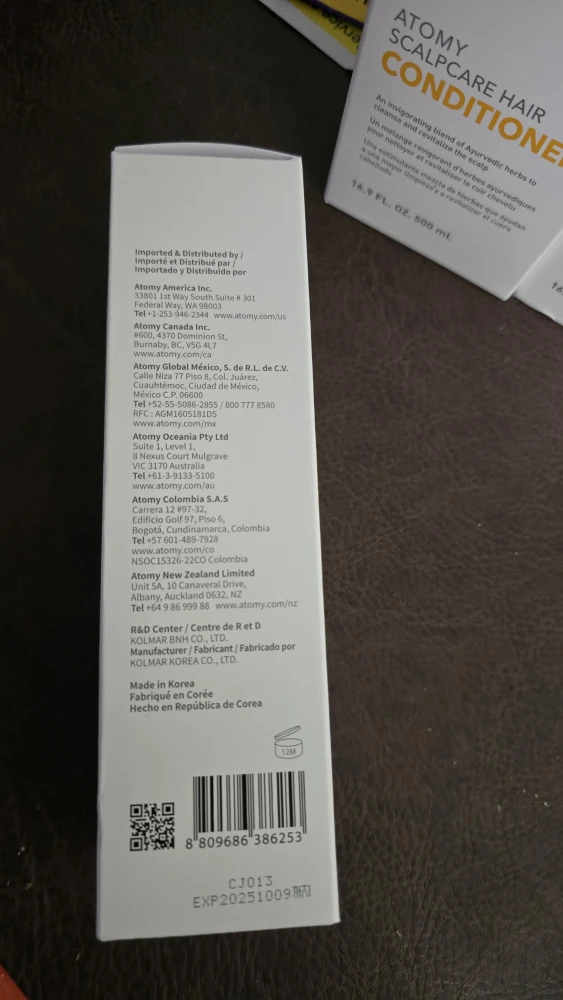 Imported & Distributed by /
Importé et Distribué par /
Importado y Distribuido por
Atomy America Inc.
33801 1st Way South Suite # 301
Federal Way, WA 98003
Tel +1-253-946-2344 www.atomy.com/us
Atomy Canada Inc.
#600, 4370 Dominion St,
Burnaby, BC, V5G 4L7
www.atomy.com/ca
Atomy Global México, S. de R.L. de C.V.
Calle Niza 77 Piso 8, Col. Juárez,
Cuauhtémoc, Ciudad de México,
México C.P. 06600
Tel +52-55-5086-2855 / 800 777 8580
RFC : AGM1605181D5
www.atomy.com/mx
Atomy Oceania Pty Ltd
Suite 1, Level 1,
8 Nexus Court Mulgrave
VIC 3170 Australia
Tel +61-3-9133-5100
www.atomy.com/au
Atomy Colombia S.A.S
Carrera 12 #97-32,
Edificio Golf 97, Piso 6,
Bogotá, Cundinamarca, Colombia
Tel +57 601-489-7928
www.atomy.com/co
NSOC15326-22CO Colombia
Atomy New Zealand Limited
Unit 5A, 10 Canaveral Drive,
Albany, Auckland 0632, NZ
Tel +64 9 86 999 88 www.atomy.com/nz
R&D Center / Centre de R et D
KOLMAR BNH CO., LTD.
Manufacturer / Fabricant / Fabricado por
KOLMAR KOREA CO., LTD.
Made in Korea
Fabriqué en Corée
Hecho en República de Corea
12M
8 809686 386253
CJ013
EXP20251009까지
ATOMY
SCALPCARE HAIR
CONDITIONE
An invigorating blend of Ayurvedic herbs to
cleanse and revitalize the scalp
Un mélange revigorant d'herbes ayurvédiques
pour nettoyer et revitaliser le cuir chevelu
Una estimulante mezcla de hierbas que ayudan
a una mayor limpieza y a revitalizar el cuero
cabelludo
16.9 FL. OZ. 500 mL
16